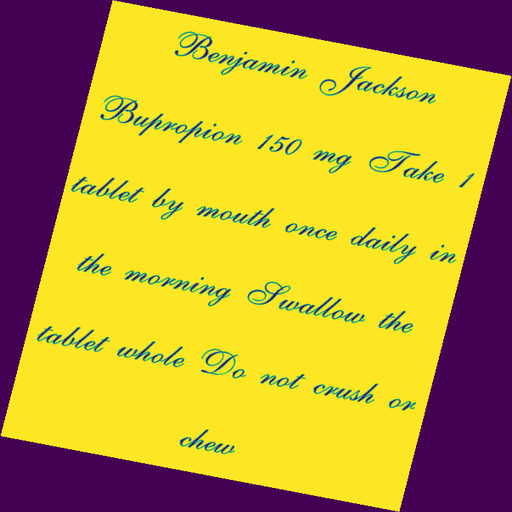 Benjamin Jackson
Bupropion 150 mg Take 1
tablet by mouth once daily in
the morning Swallow the
tablet whole Do not crush or
chew